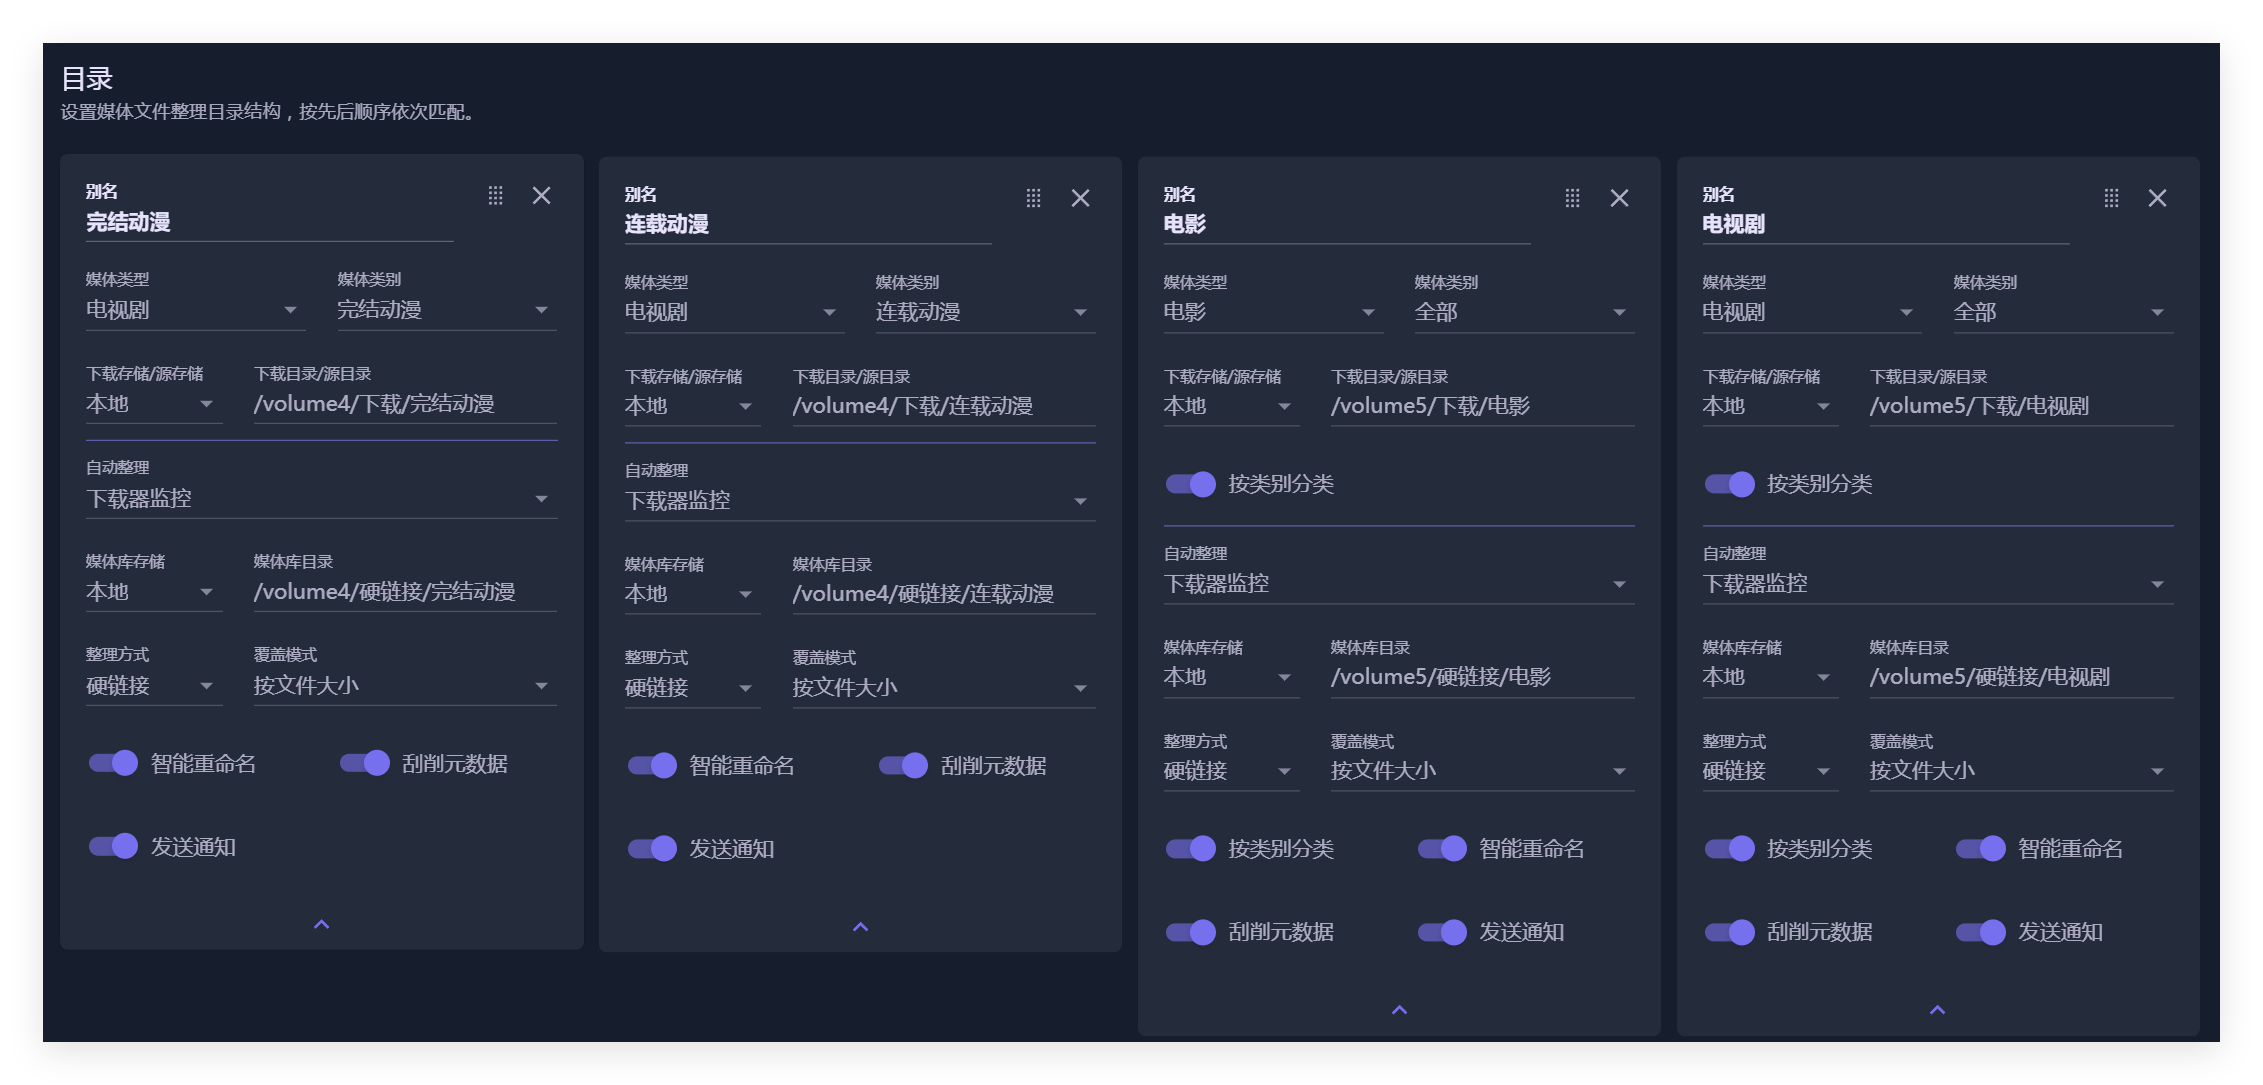 目录
设置媒体文件整理目录结构，按先后顺序依次匹配。
别名
完结动漫
媒体类型
媒体类别
电视剧
完结动漫
下载存储/源存储
下载目录/源目录
本地
/volume4/下载/完结动漫
自动整理
下载器监控
媒体库存储
媒体库目录
本地
/volume4/硬链接/完结动漫
整理方式
覆盖模式
硬链接
按文件大小
智能重命名
刮削元数据
发送通知
别名
连载动漫
媒体类型
媒体类别
电视剧
连载动漫
下载存储/源存储
下载目录/源目录
本地
/volume4/下载/连载动漫
自动整理
下载器监控
媒体库存储
媒体库目录
本地
/volume4/硬链接/连载动漫
整理方式
覆盖模式
硬链接
按文件大小
智能重命名
刮削元数据
发送通知
别名
电影
媒体类型
媒体类别
电影
全部
下载存储/源存储
下载目录/源目录
本地
/volume5/下载/电影
按类别分类
自动整理
下载器监控
媒体库存储
媒体库目录
本地
/volume5/硬链接/电影
整理方式
覆盖模式
硬链接
按文件大小
按类别分类
智能重命名
刮削元数据
发送通知
别名
电视剧
媒体类型
媒体类别
电视剧
全部
下载存储/源存储
下载目录/源目录
本地
/volume5/下载/电视剧
按类别分类
自动整理
下载器监控
媒体库存储
媒体库目录
本地
/volume5/硬链接/电视剧
整理方式
覆盖模式
硬链接
按文件大小
按类别分类
智能重命名
刮削元数据
发送通知